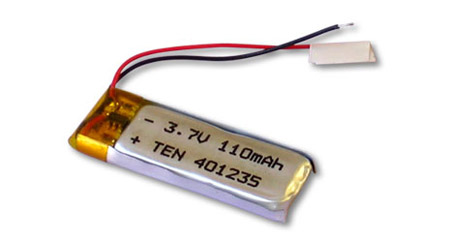 - 3.7V 110mAh
+ TEN 401235